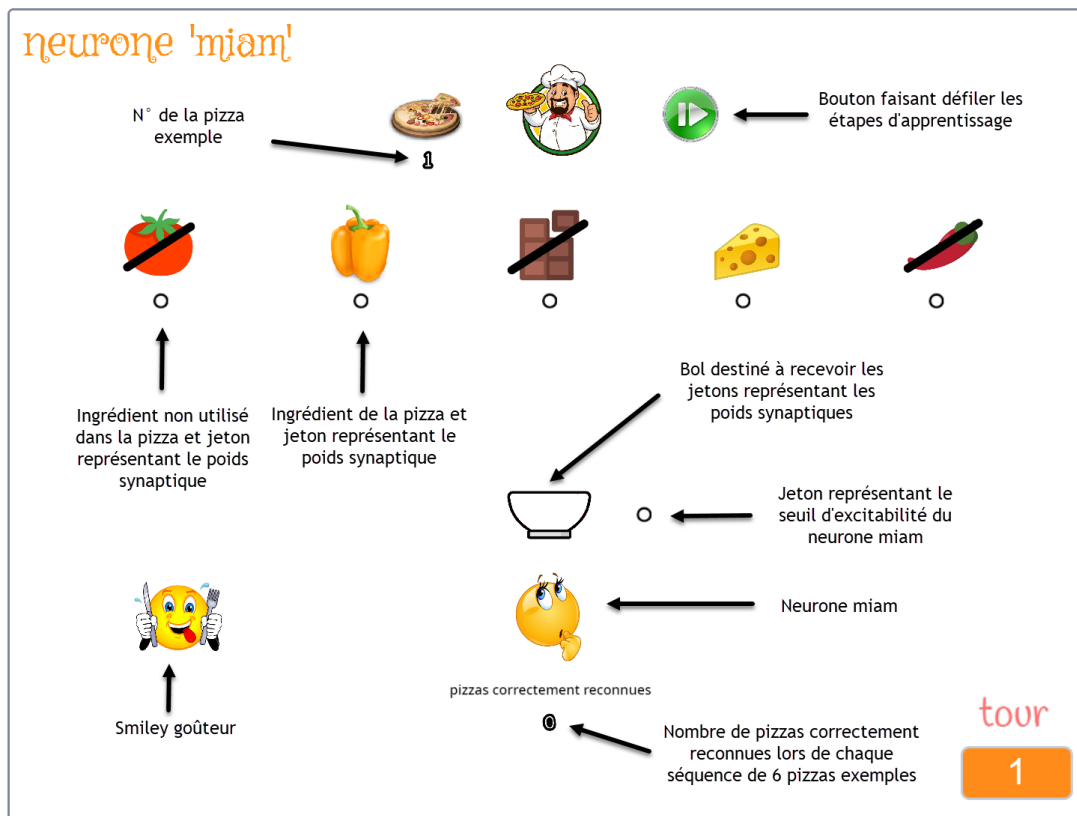 neurone 'miam'
N° de la pizza
exemple
1
Bouton faisant défiler les
étapes d'apprentissage
Ingrédient non utilisé
dans la pizza et jeton
représentant le poids
synaptique
Ingrédient de la pizza et
jeton représentant le
poids synaptique
Bol destiné à recevoir les
jetons représentant les
poids synaptiques
Jeton représentant le
seuil d'excitabilité du
neurone miam
Neurone miam
Smiley goûteur
pizzas correctement reconnues
0
Nombre de pizzas correctement
reconnues lors de chaque
séquence de 6 pizzas exemples
tour
1